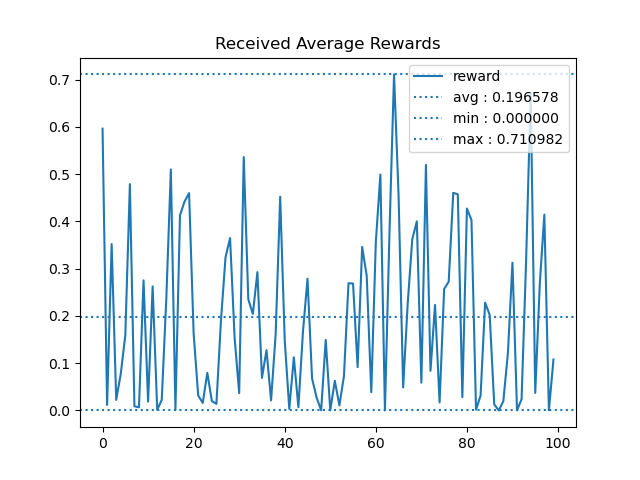 Received Average Rewards
reward
avg : 0.196578
min : 0.000000
max : 0.710982
0.7
0.6
0.5
0.4
0.3
0.2
0.1
0.0
0 20 40 60 80 100